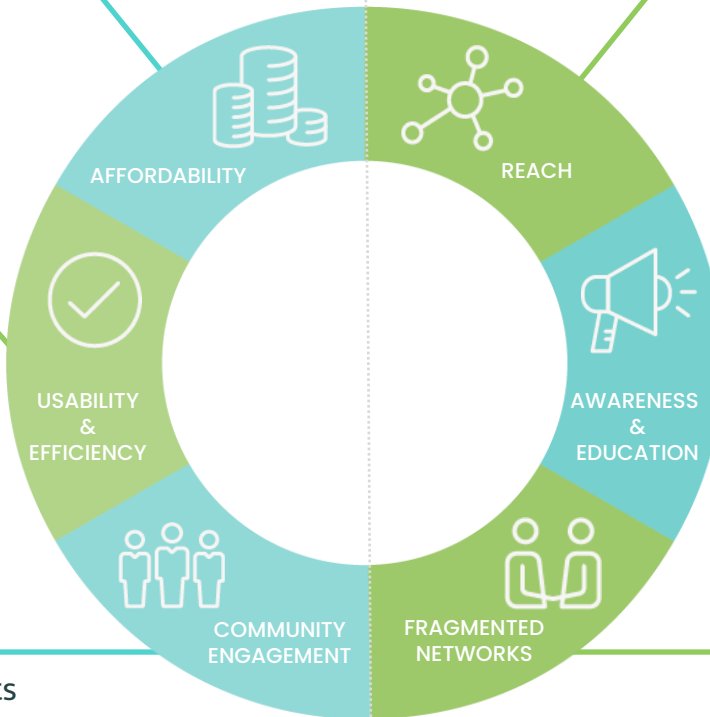 AFFORDABILITY
REACH
USABILITY
&
EFFICIENCY
AWARENESS
&
EDUCATION
COMMUNITY
ENGAGEMENT
FRAGMENTED
NETWORKS